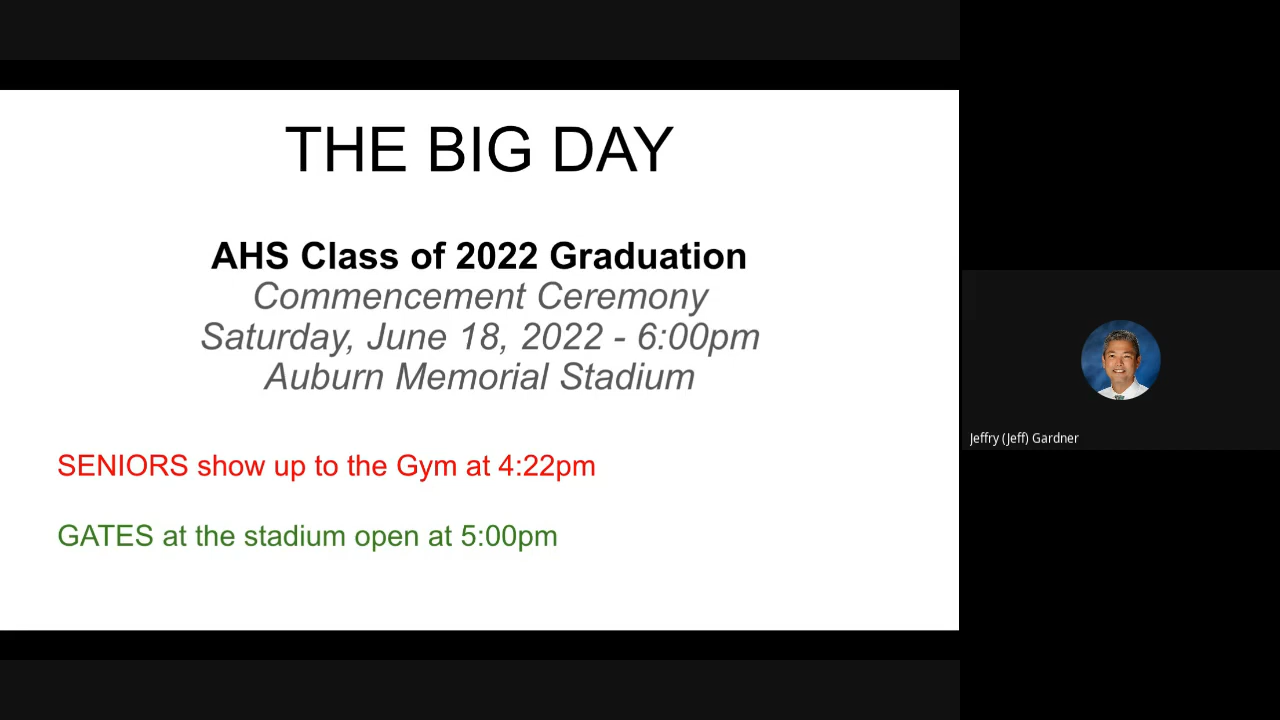 THE BIG DAY
AHS Class of 2022 Graduation
Commencement Ceremony
Saturday, June 18, 2022 - 6:00pm
Auburn Memorial Stadium
SENIORS show up to the Gym at 4:22pm
GATES at the stadium open at 5:00pm
Jeffry (Jeff) Gardner